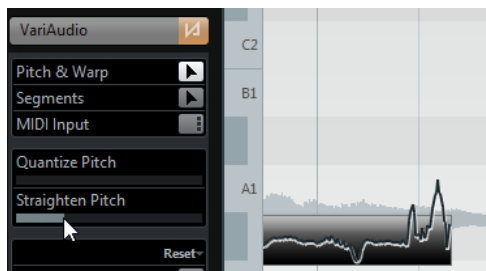 VariAudio
C2
Pitch & Warp
Segments
B1
MIDI Input
Quantize Pitch
A1
Straighten Pitch
Reset